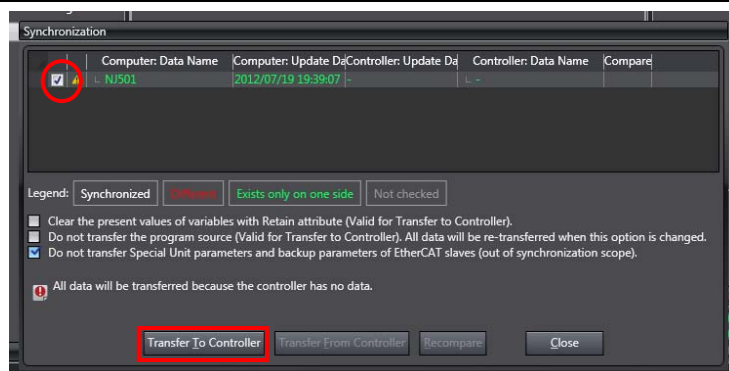 Synchronization
Computer: Data Name Computer: Update Da Controller: Update Da Controller: Data Name Compare
NJ501 2012/07/19 19:39:07 - -
Legend: Synchronized Different Exists only on one side Not checked
Clear the present values of variables with Retain attribute (Valid for Transfer to Controller).
Do not transfer the program source (Valid for Transfer to Controller). All data will be re-transferred when this option is changed.
Do not transfer Special Unit parameters and backup parameters of EtherCAT slaves (out of synchronization scope).
All data will be transferred because the controller has no data.
Transfer To Controller Transfer From Controller Recompare Close